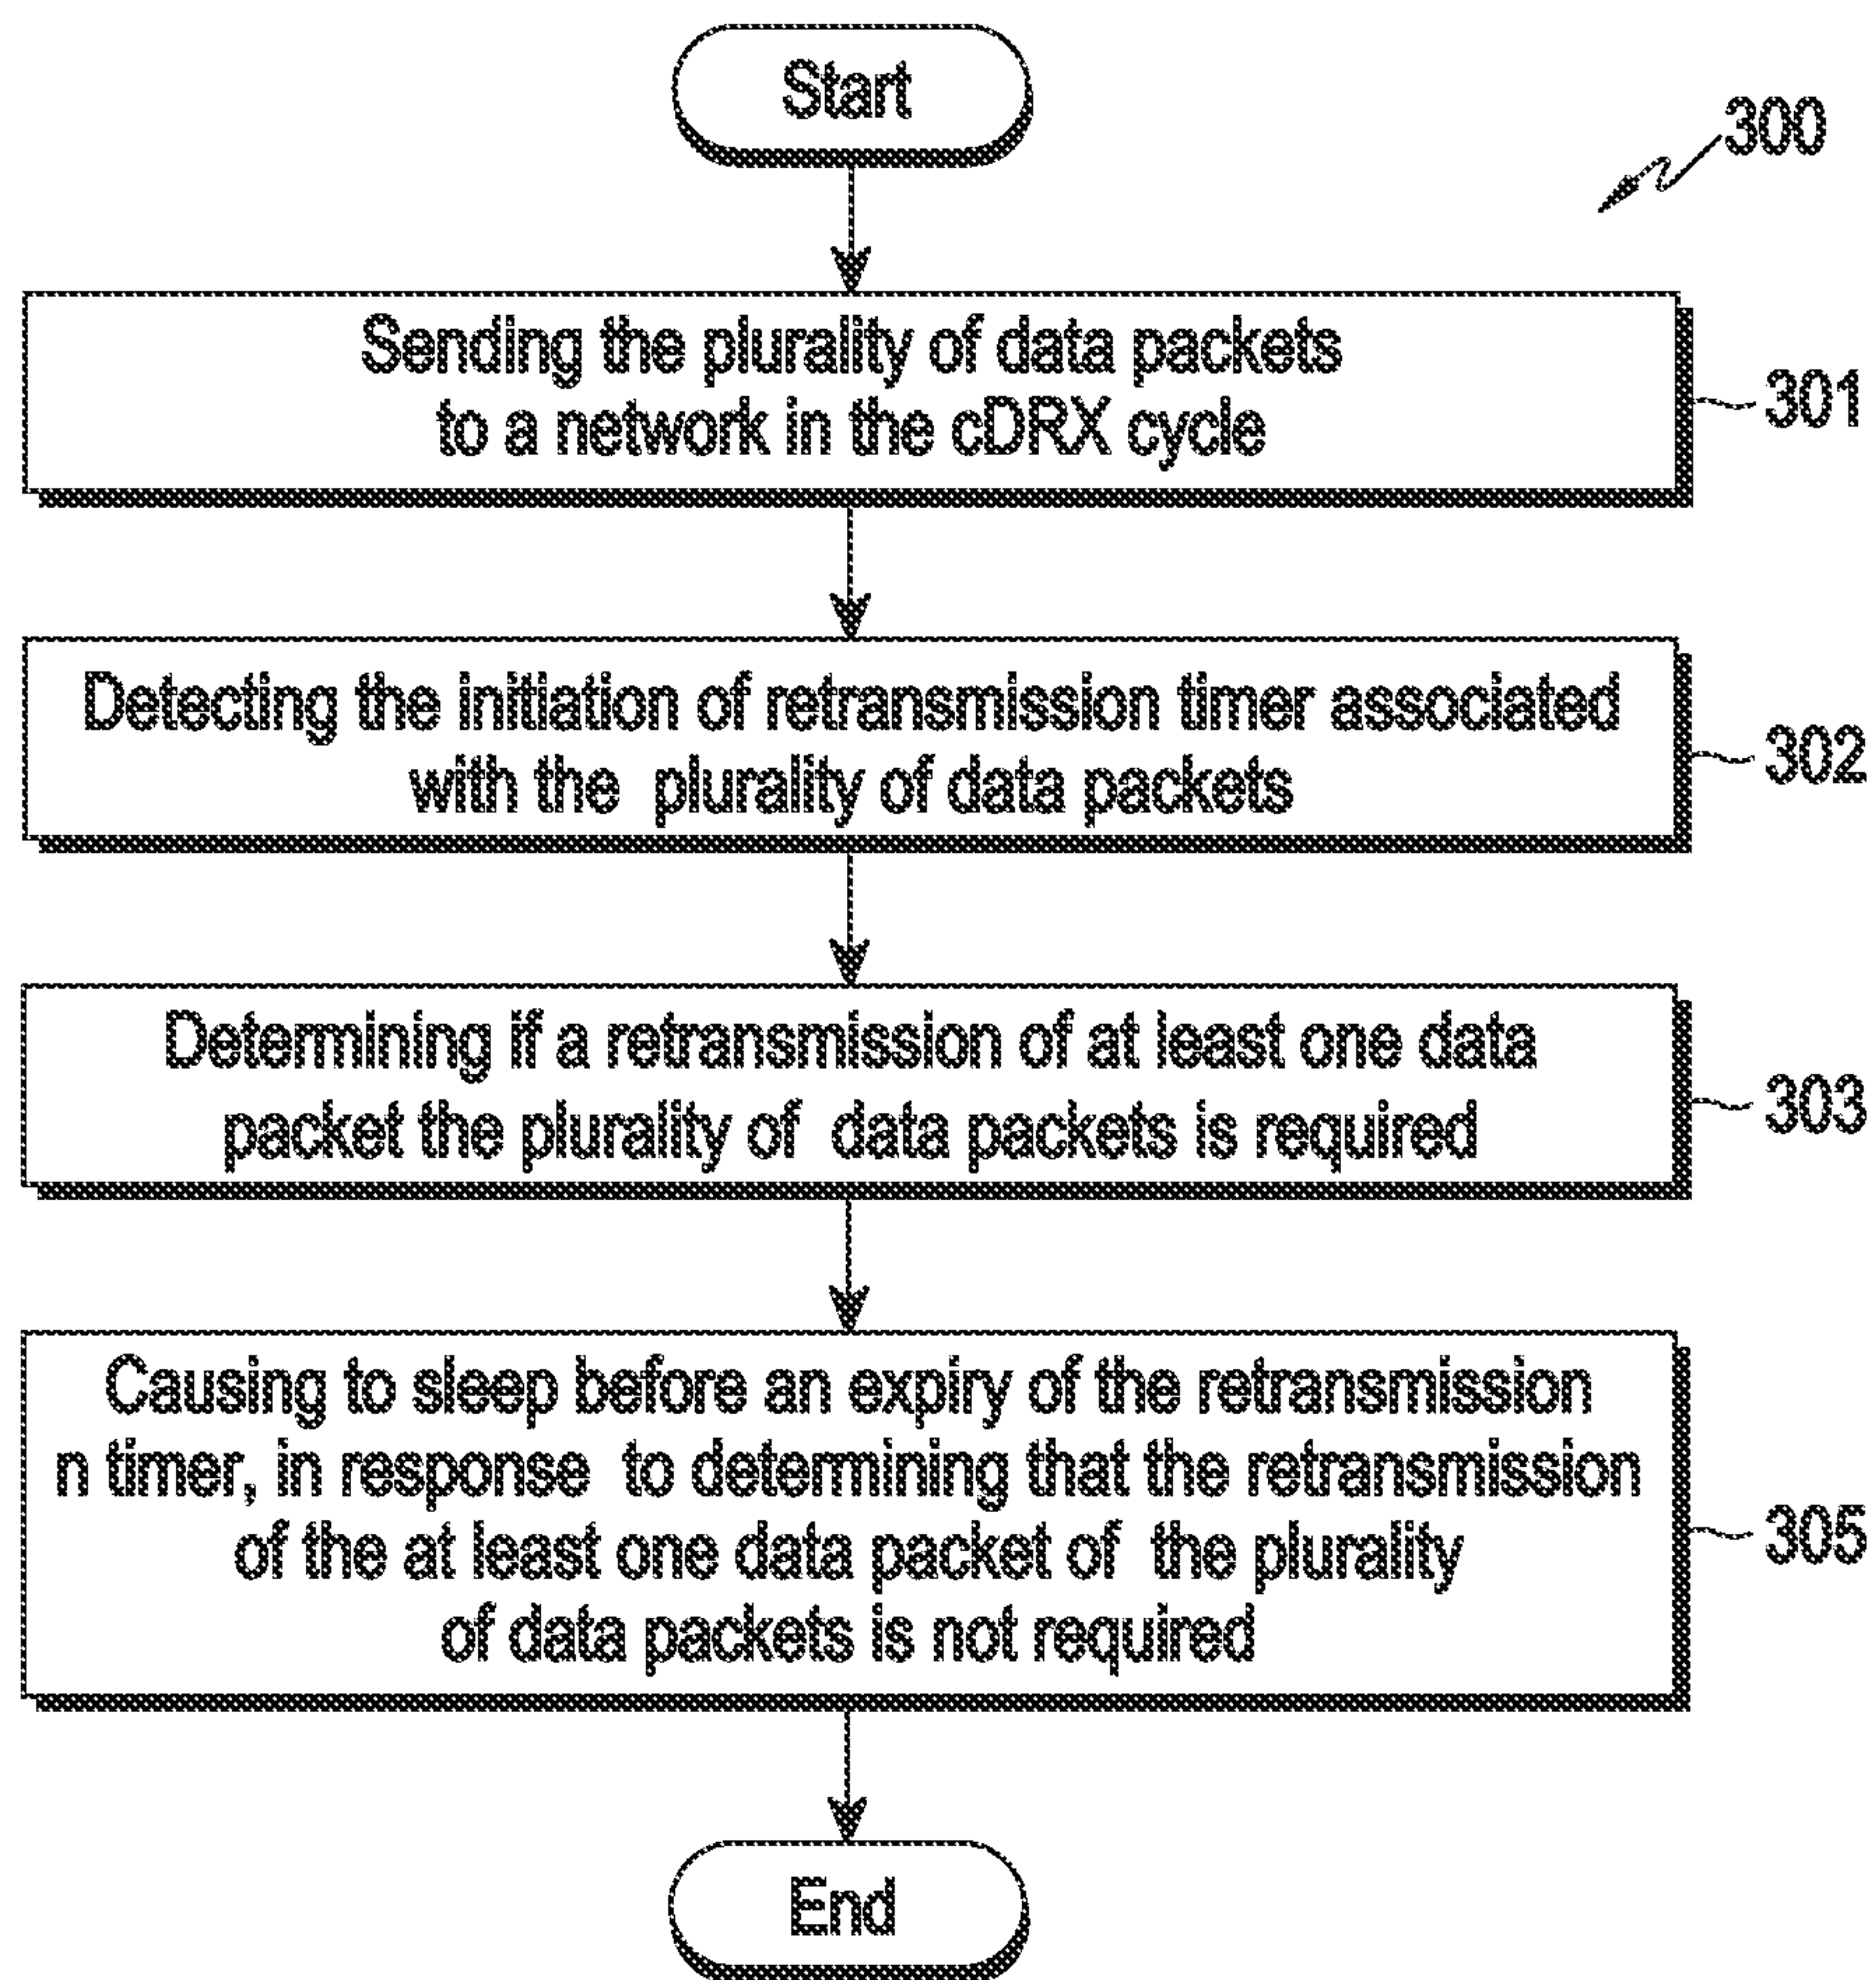 Start
300
Sending the plurality of data packets
to a network in the cDRX cycle
301
Detecting the initiation of retransmission timer associated
with the plurality of data packets
302
Determining if a retransmission of at least one data
packet the plurality of data packets is required
303
Causing to sleep before an expiry of the retransmission
n timer, in response to determining that the retransmission
of the at least one data packet of the plurality
of data packets is not required
305
End